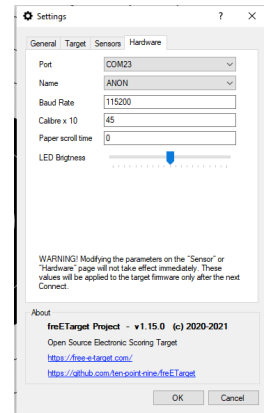 Settings
? X
General Target Sensors Hardware
Port COM23
Name ANON
Baud Rate 115200
Calibre x 10 45
Paper scroll time 0
LED Brigtness
WARNING! Modifying the parameters on the "Sensor" or
"Hardware" page will not take effect immediately. These
values will be applied to the target firmware only after the next
Connect.
About
freETarget Project - v1.15.0 (c) 2020-2021
Open Source Electronic Scoring Target
https://free-e-target.com/
https://github.com/ten-point-nine/freETarget
OK Cancel